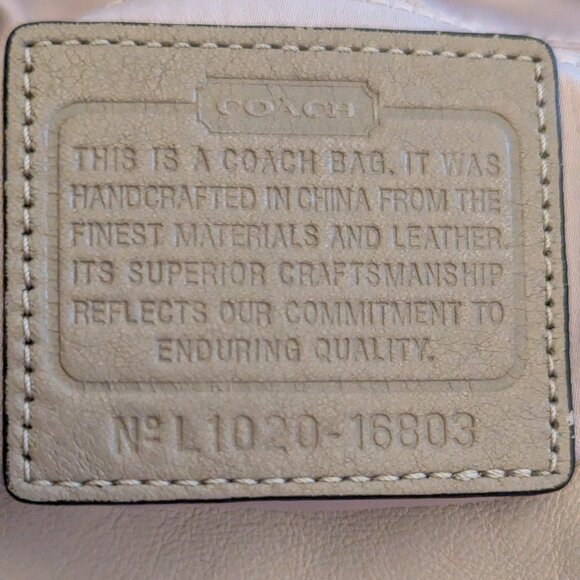 COACH
THIS IS A COACH BAG. IT WAS
HANDCRAFTED IN CHINA FROM THE
FINEST MATERIALS AND LEATHER.
ITS SUPERIOR CRAFTSMANSHIP
REFLECTS OUR COMMITMENT TO
ENDURING QUALITY.
Nº L1020-16803